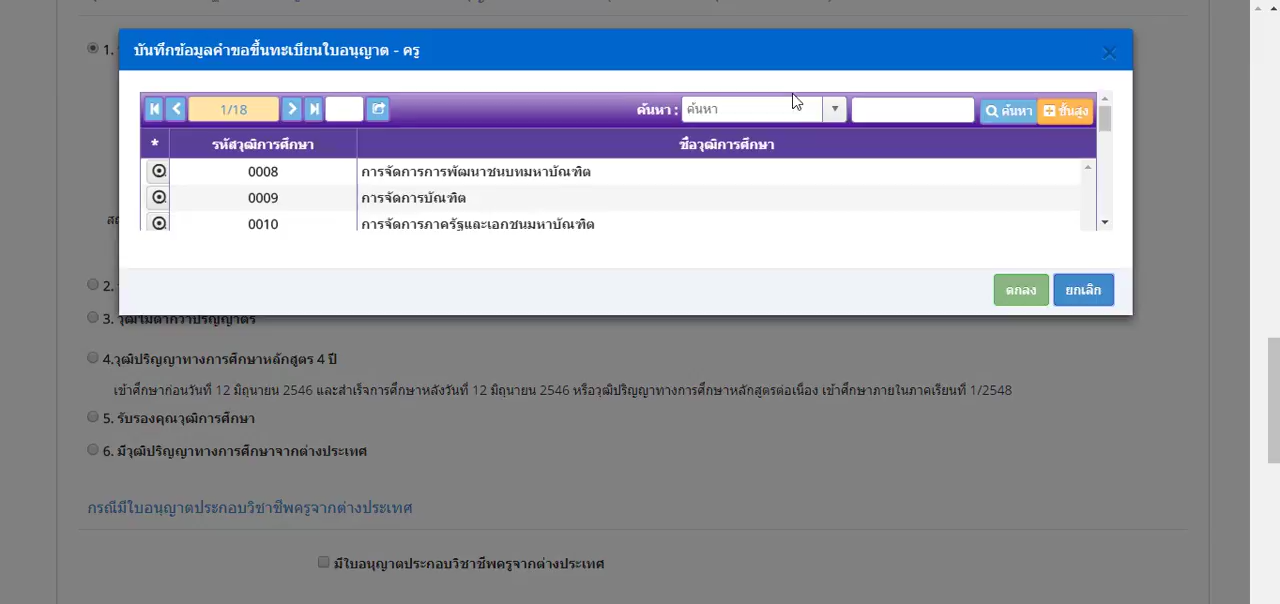 1.
บันทึกข้อมูลคำขอขึ้นทะเบียนใบอนุญาต - ครู
1/18
ค้นหา :
ค้นหา
ค้นหา
ขั้นสูง
*
รหัสวุฒิการศึกษา
ชื่อวุฒิการศึกษา
0008
การจัดการการพัฒนาชนบทมหาบัณฑิต
0009
การจัดการบัณฑิต
0010
การจัดการภาครัฐและเอกชนมหาบัณฑิต
ตกลง
ยกเลิก
2.
3. วุฒิไม่ต่ำกว่าปริญญาตรี
4.วุฒิปริญญาทางการศึกษาหลักสูตร 4 ปี
เข้าศึกษาก่อนวันที่ 12 มิถุนายน 2546 และสำเร็จการศึกษาหลังวันที่ 12 มิถุนายน 2546 หรือวุฒิปริญญาทางการศึกษาหลักสูตรต่อเนื่อง เข้าศึกษาภายในภาคเรียนที่ 1/2548
5. รับรองคุณวุฒิการศึกษา
6. มีวุฒิปริญญาทางการศึกษาจากต่างประเทศ
กรณีมีใบอนุญาตประกอบวิชาชีพครูจากต่างประเทศ
มีใบอนุญาตประกอบวิชาชีพครูจากต่างประเทศ